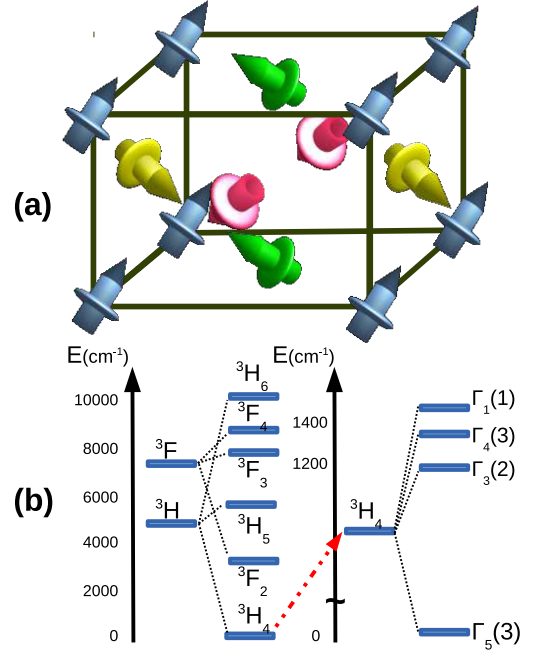 (a)
E(cm⁻¹)
10000
8000
6000
4000
2000
0
³F
³H
³H₆
³F₄
³F₃
³H₅
³F₂
³H₄
(b)
E(cm⁻¹)
1400
1200
~
0
³H₄
Γ₁(1)
Γ₄(3)
Γ₃(2)
Γ₅(3)